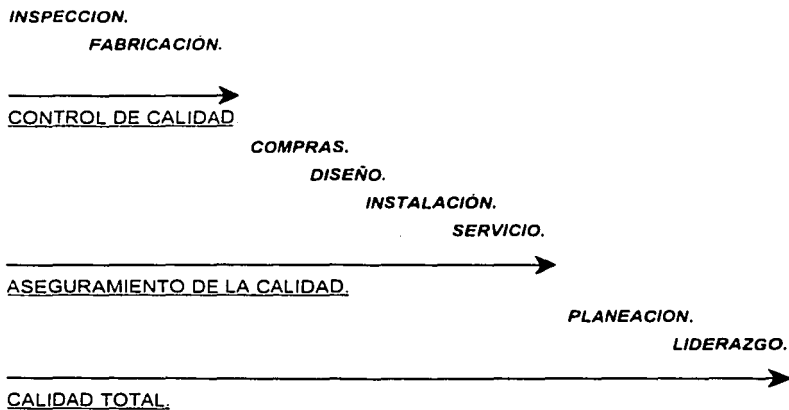 INSPECCION.
FABRICACIÓN.
CONTROL DE CALIDAD
COMPRAS.
DISEÑO.
INSTALACIÓN.
SERVICIO.
ASEGURAMIENTO DE LA CALIDAD.
PLANEACION.
LIDERAZGO.
CALIDAD TOTAL.